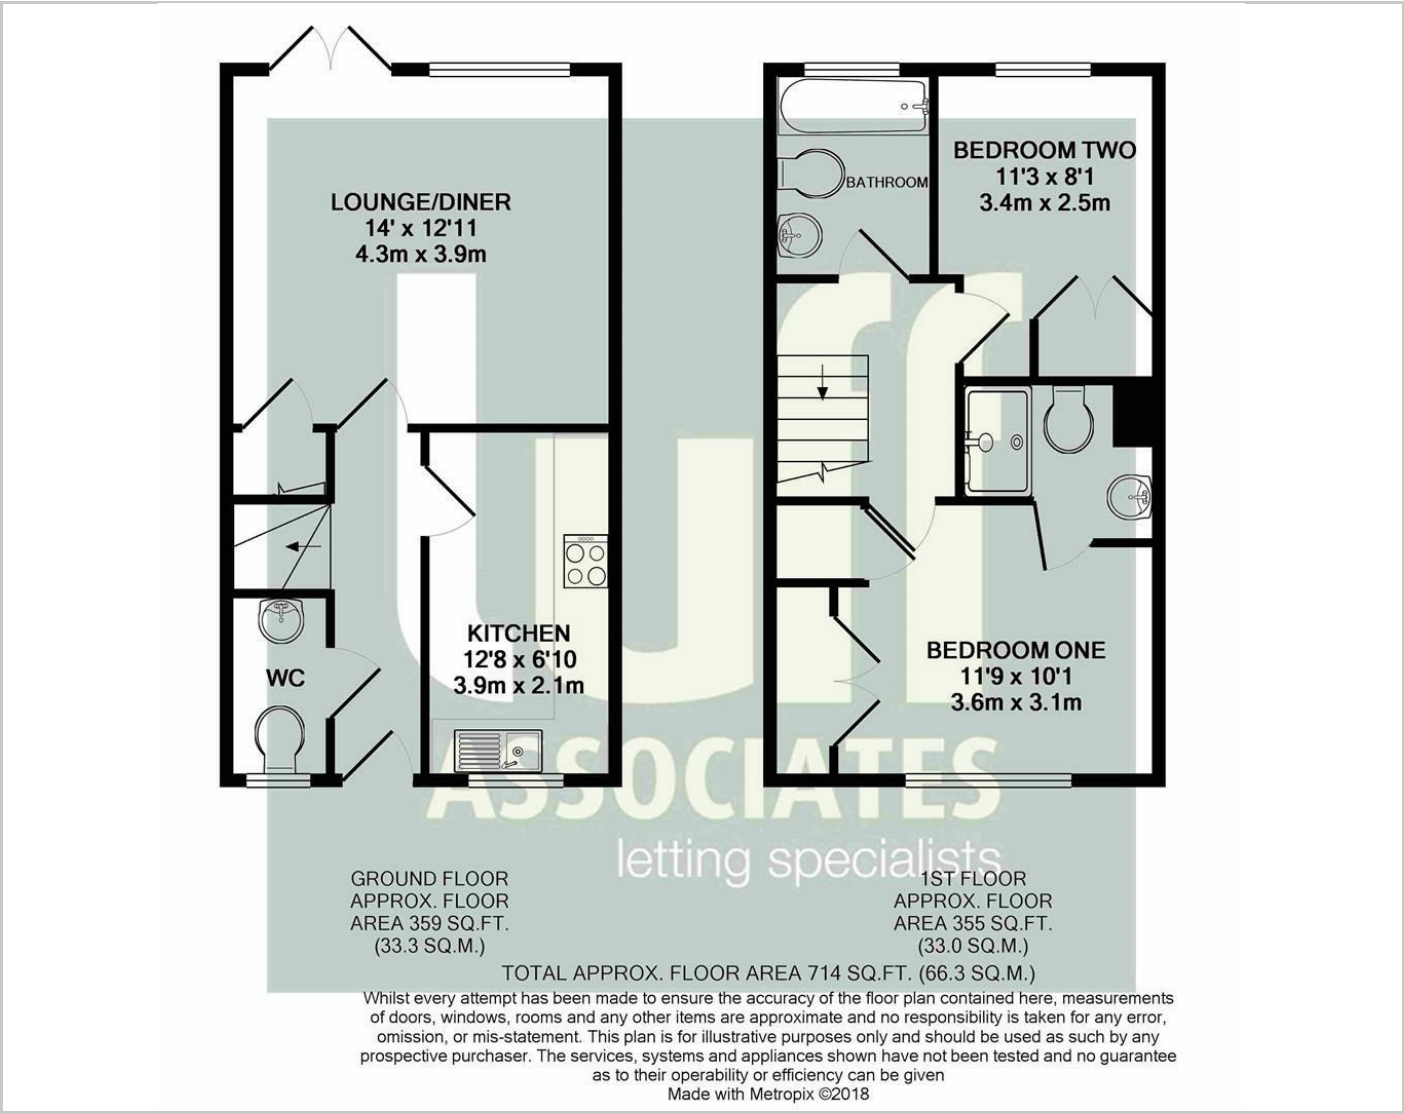 LOUNGE/DINER
14' x 12'11
4.3m x 3.9m
KITCHEN
12'8 x 6'10
3.9m x 2.1m
WC
BATHROOM
BEDROOM TWO
11'3 x 8'1
3.4m x 2.5m
BEDROOM ONE
11'9 x 10'1
3.6m x 3.1m
ASSOCIATES
letting specialists
GROUND FLOOR
APPROX. FLOOR
AREA 359 SQ.FT.
(33.3 SQ.M.)
1ST FLOOR
APPROX. FLOOR
AREA 355 SQ.FT.
(33.0 SQ.M.)
TOTAL APPROX. FLOOR AREA 714 SQ.FT. (66.3 SQ.M.)
Whilst every attempt has been made to ensure the accuracy of the floor plan contained here, measurements
of doors, windows, rooms and any other items are approximate and no responsibility is taken for any error,
omission, or mis-statement. This plan is for illustrative purposes only and should be used as such by any
prospective purchaser. The services, systems and appliances shown have not been tested and no guarantee
as to their operability or efficiency can be given
Made with Metropix ©2018